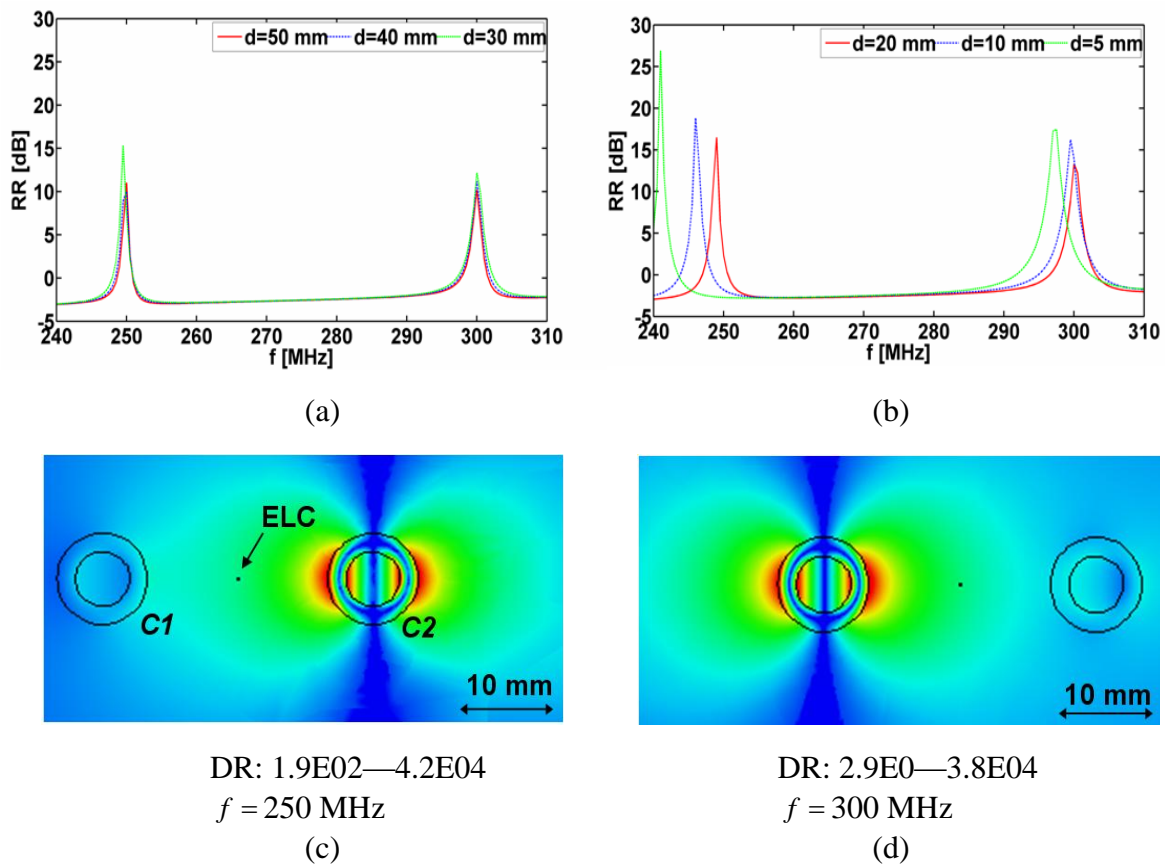 30
25
20
15
10
5
0
-5
RR [dB]
d=50 mm d=40 mm d=30 mm
240 250 260 270 280 290 300 310
f [MHz]
(a)
30
25
20
15
10
5
0
-5
RR [dB]
d=20 mm d=10 mm d=5 mm
240 250 260 270 280 290 300 310
f [MHz]
(b)
ELC
C1
C2
10 mm
DR: 1.9E02—4.2E04
f = 250 MHz
(c)
10 mm
DR: 2.9E0—3.8E04
f = 300 MHz
(d)